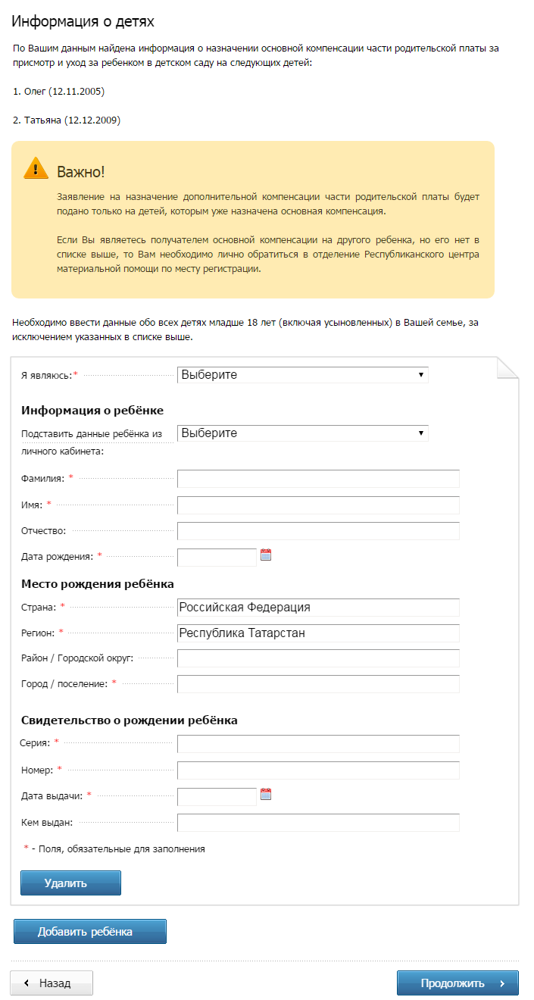 Информация о детях
По Вашим данным найдена информация о назначении основной компенсации части родительской платы за
присмотр и уход за ребенком в детском саду на следующих детей:
1. Олег (12.11.2005)
2. Татьяна (12.12.2009)
Важно!
Заявление на назначение дополнительной компенсации части родительской платы будет
подано только на детей, которым уже назначена основная компенсация.
Если Вы являетесь получателем основной компенсации на другого ребенка, но его нет в
списке выше, то Вам необходимо лично обратиться в отделение Республиканского центра
материальной помощи по месту регистрации.
Необходимо ввести данные обо всех детях младше 18 лет (включая усыновленных) в Вашей семье, за
исключением указанных в списке выше.
Я являюсь:* Выберите
Информация о ребёнке
Подставить данные ребёнка из Выберите
личного кабинета:
Фамилия: *
Имя: *
Отчество:
Дата рождения: *
Место рождения ребёнка
Страна: * Российская Федерация
Регион: * Республика Татарстан
Район / Городской округ:
Город / поселение: *
Свидетельство о рождении ребёнка
Серия: *
Номер: *
Дата выдачи: *
Кем выдан:
* - Поля, обязательные для заполнения
Удалить
Добавить ребёнка
Назад Продолжить